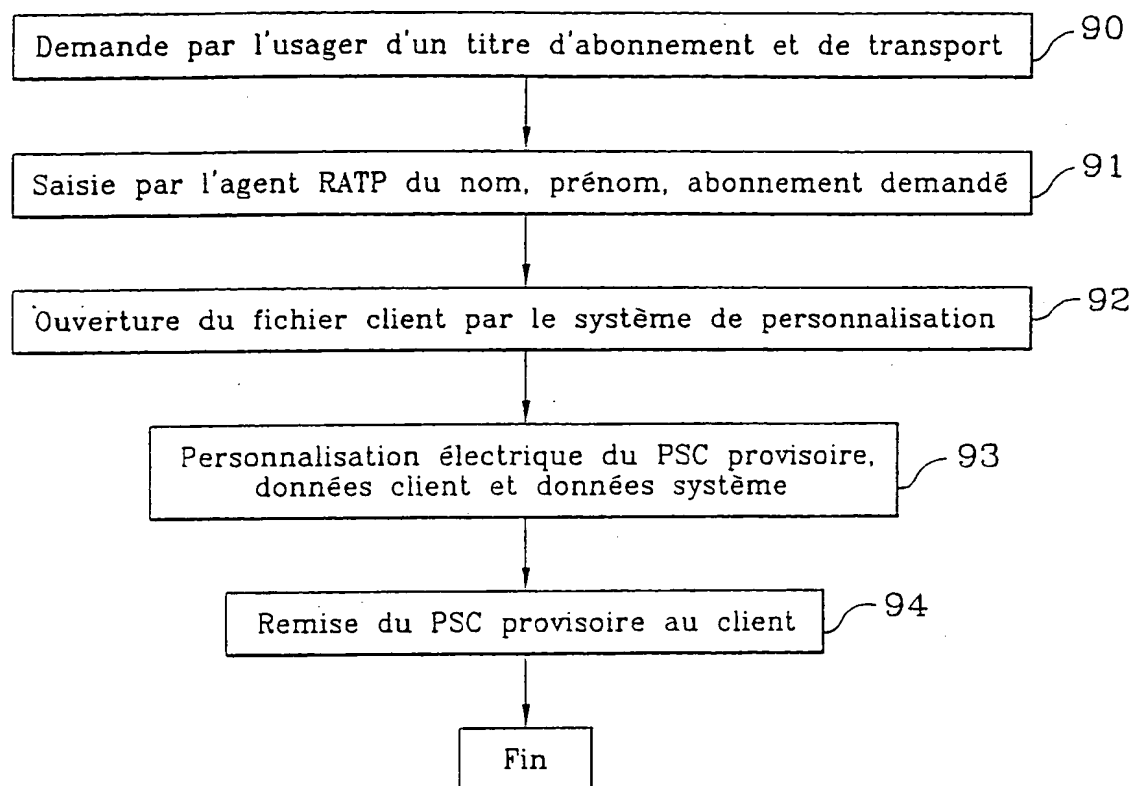 Demande par l'usager d'un titre d'abonnement et de transport
90
Saisie par l'agent RATP du nom, prénom, abonnement demandé
91
Ouverture du fichier client par le système de personnalisation
92
Personnalisation électrique du PSC provisoire,
données client et données système
93
Remise du PSC provisoire au client
94
Fin